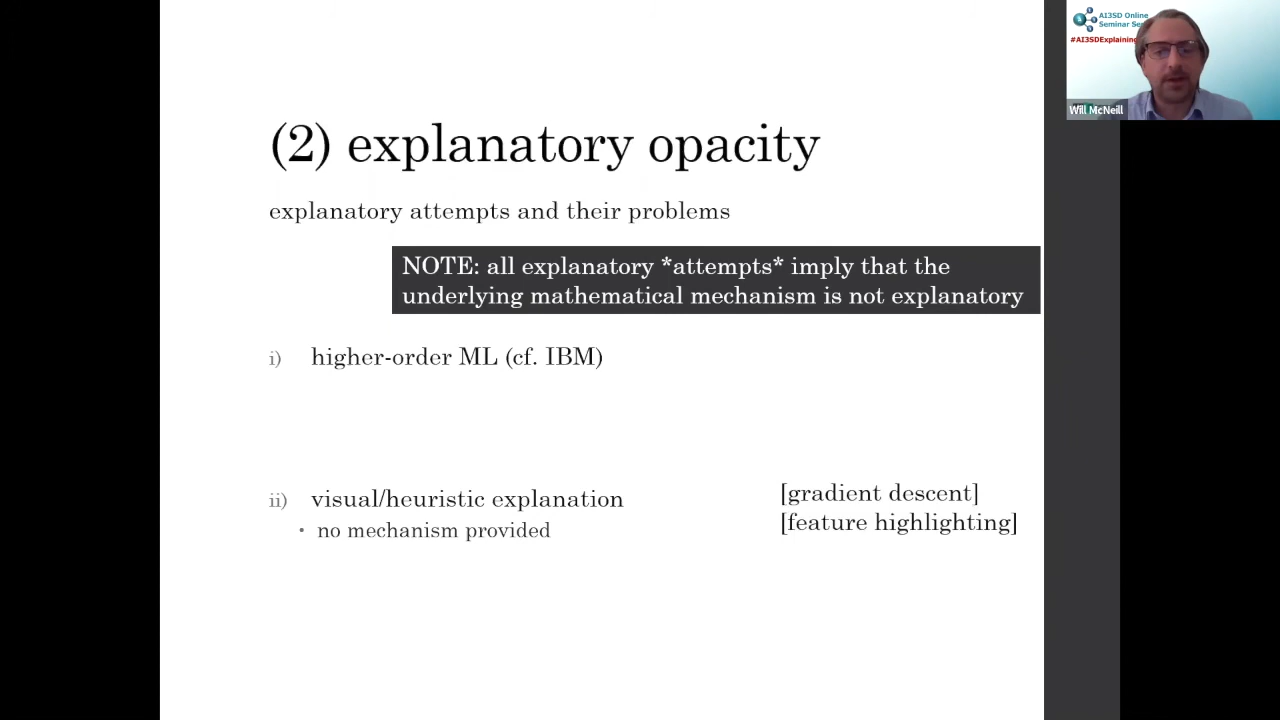 (2) explanatory opacity
explanatory attempts and their problems
NOTE: all explanatory *attempts* imply that the
underlying mathematical mechanism is not explanatory
i) higher-order ML (cf. IBM)
ii) visual/heuristic explanation
• no mechanism provided
[gradient descent]
[feature highlighting]
AI3SD Online
Seminar Se
#AI3SDExplaining
Will McNeill